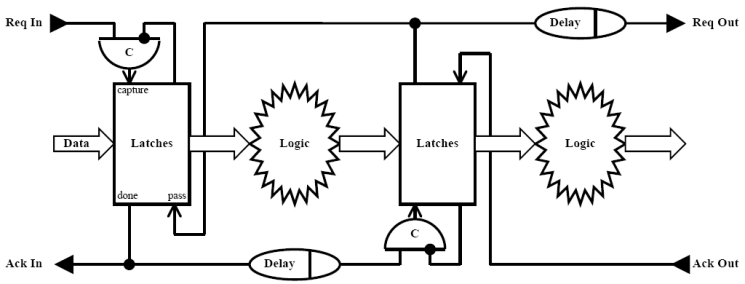 Req In
Delay
Req Out
C
capture
Data
Latches
Logic
Latches
Logic
done
pass
C
Ack In
Delay
Ack Out